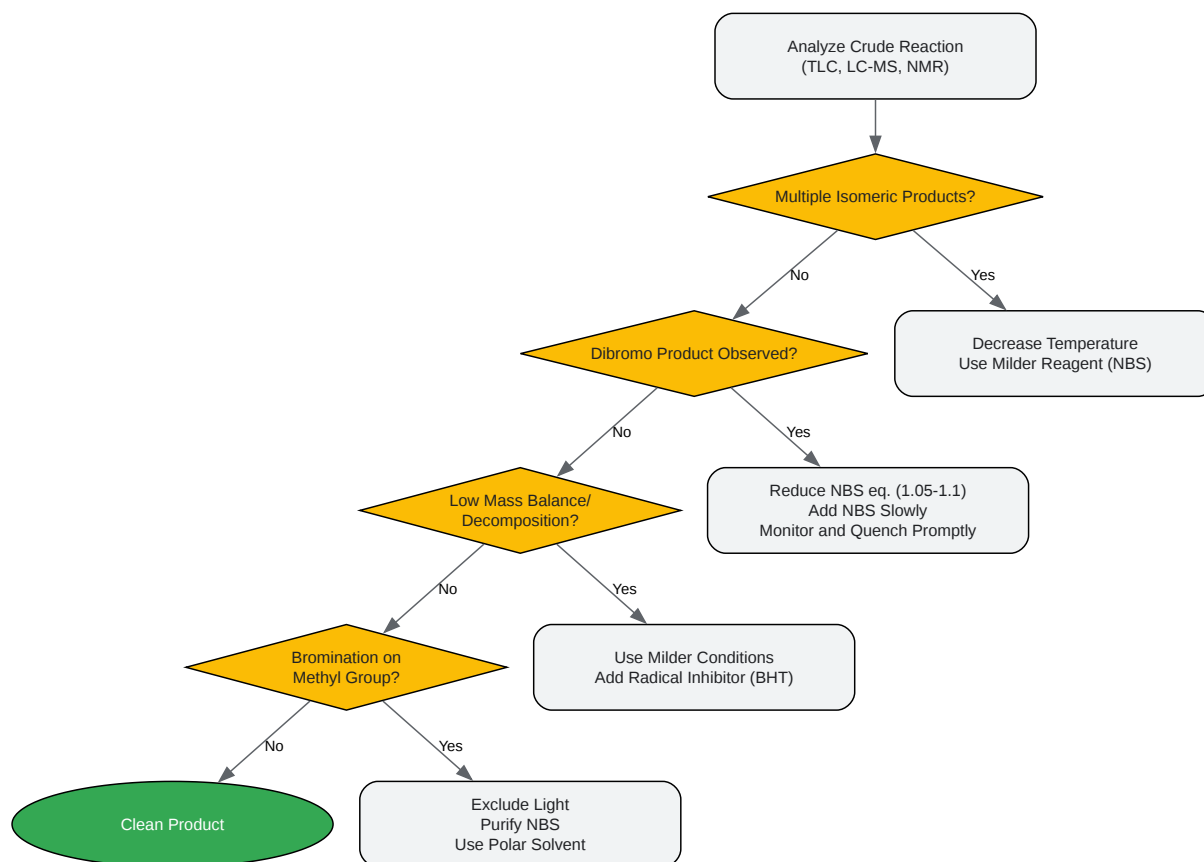 Analyze Crude Reaction
(TLC, LC-MS, NMR)
Multiple Isomeric Products?
No
Yes
Dibromo Product Observed?
Decrease Temperature
Use Milder Reagent (NBS)
No
Yes
Low Mass Balance/
Decomposition?
Reduce NBS eq. (1.05-1.1)
Add NBS Slowly
Monitor and Quench Promptly
No
Yes
Bromination on
Methyl Group?
Use Milder Conditions
Add Radical Inhibitor (BHT)
No
Yes
Clean Product
Exclude Light
Purify NBS
Use Polar Solvent